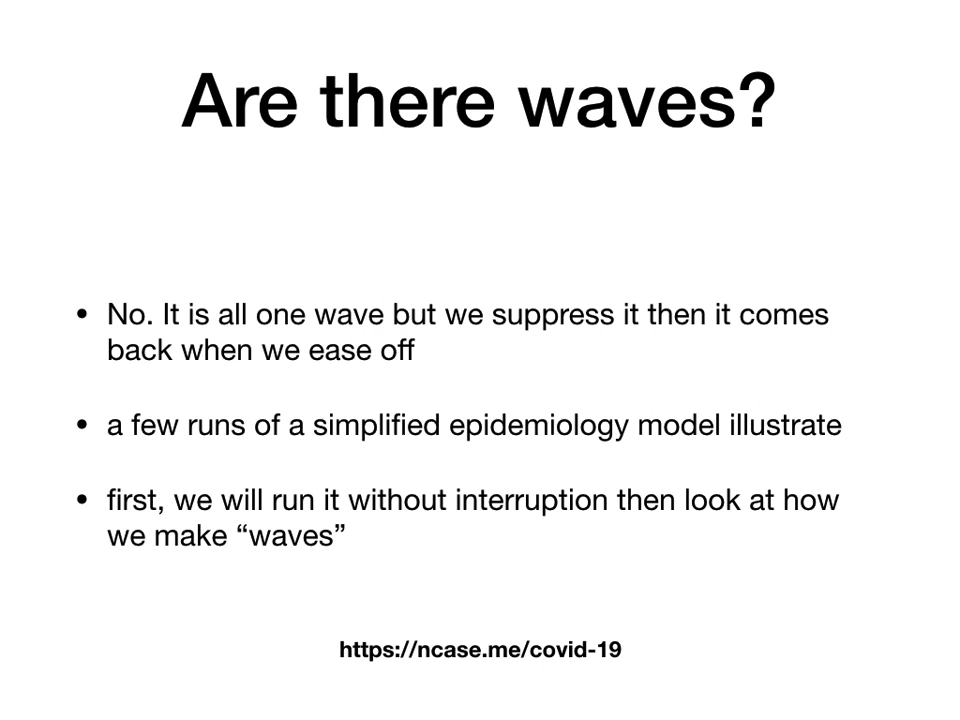 Are there waves?
• No. It is all one wave but we suppress it then it comes
back when we ease off
• a few runs of a simplified epidemiology model illustrate
• first, we will run it without interruption then look at how
we make “waves”
https://ncase.me/covid-19